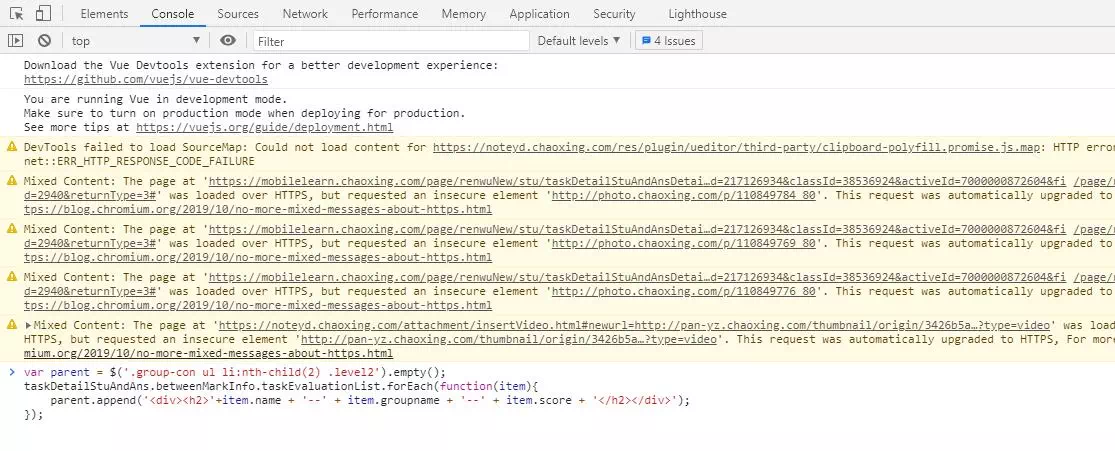 Elements Console Sources Network Performance Memory Application Security Lighthouse
top Filter Default levels 4 Issues
Download the Vue Devtools extension for a better development experience:
https://github.com/vuejs/vue-devtools
You are running Vue in development mode.
Make sure to turn on production mode when deploying for production.
See more tips at https://vuejs.org/guide/deployment.html
DevTools failed to load SourceMap: Could not load content for https://noteyd.chaoxing.com/res/plugin/ueditor/third-party/clipboard-polyfill.promise.js.map: HTTP error
net::ERR_HTTP_RESPONSE_CODE_FAILURE
Mixed Content: The page at 'https://mobilelearn.chaoxing.com/page/renwuNew/stu/taskDetailStuAndAnsDetai…d=217126934&classId=38536924&activeId=7000000872604&fi /page/r
d=2940&returnType=3#' was loaded over HTTPS, but requested an insecure element 'http://photo.chaoxing.com/p/110849784_80'. This request was automatically upgraded to
tps://blog.chromium.org/2019/10/no-more-mixed-messages-about-https.html
Mixed Content: The page at 'https://mobilelearn.chaoxing.com/page/renwuNew/stu/taskDetailStuAndAnsDetai…d=217126934&classId=38536924&activeId=7000000872604&fi /page/r
d=2940&returnType=3#' was loaded over HTTPS, but requested an insecure element 'http://photo.chaoxing.com/p/110849769_80'. This request was automatically upgraded to
tps://blog.chromium.org/2019/10/no-more-mixed-messages-about-https.html
Mixed Content: The page at 'https://mobilelearn.chaoxing.com/page/renwuNew/stu/taskDetailStuAndAnsDetai…d=217126934&classId=38536924&activeId=7000000872604&fi /page/r
d=2940&returnType=3#' was loaded over HTTPS, but requested an insecure element 'http://photo.chaoxing.com/p/110849776_80'. This request was automatically upgraded to
tps://blog.chromium.org/2019/10/no-more-mixed-messages-about-https.html
Mixed Content: The page at 'https://noteyd.chaoxing.com/attachment/insertVideo.html#newurl=http://pan-yz.chaoxing.com/thumbnail/origin/3426b5a…?type=video' was load
HTTPS, but requested an insecure element 'http://pan-yz.chaoxing.com/thumbnail/origin/3426b5a…?type=video'. This request was automatically upgraded to HTTPS, For more
mium.org/2019/10/no-more-mixed-messages-about-https.html
var parent = $('.group-con ul li:nth-child(2) .level2').empty();
taskDetailStuAndAns.betweenMarkInfo.taskEvaluationList.forEach(function(item){
parent.append('<div><h2>'+item.name + '--' + item.groupname + '--' + item.score + '</h2></div>');
});